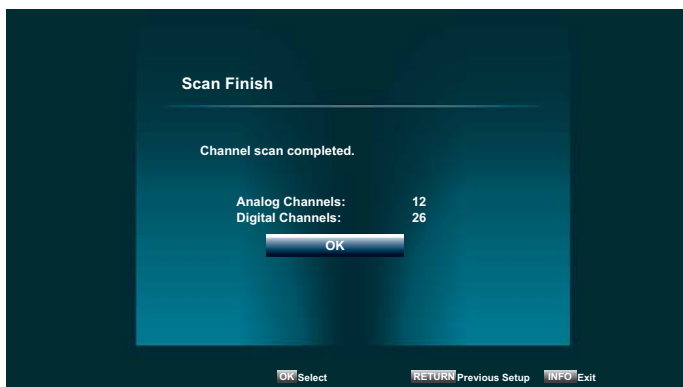 Scan Finish
Channel scan completed.
Analog Channels: 12
Digital Channels: 26
OK
OK Select RETURN Previous Setup INFO Exit